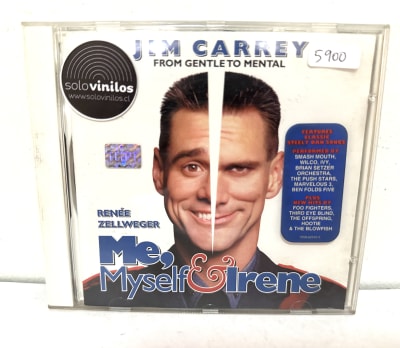 JIM CARREY
FROM GENTLE TO MENTAL
5900
solovinilos
www.solovinilos.cl
FEATURES
CLASSIC
STEELY DAN SONGS
PERFORMED BY
SMASH MOUTH,
WILCO, IVY,
BRIAN SETZER
ORCHESTRA,
THE PUSH STARS,
MARVELOUS 3,
BEN FOLDS FIVE
PLUS
NEW HITS BY
FOO FIGHTERS,
THIRD EYE BLIND,
THE OFFSPRING,
HOOTIE
& THE BLOWFISH
RENÉE
ZELLWEGER
Me,
Myself & Irene